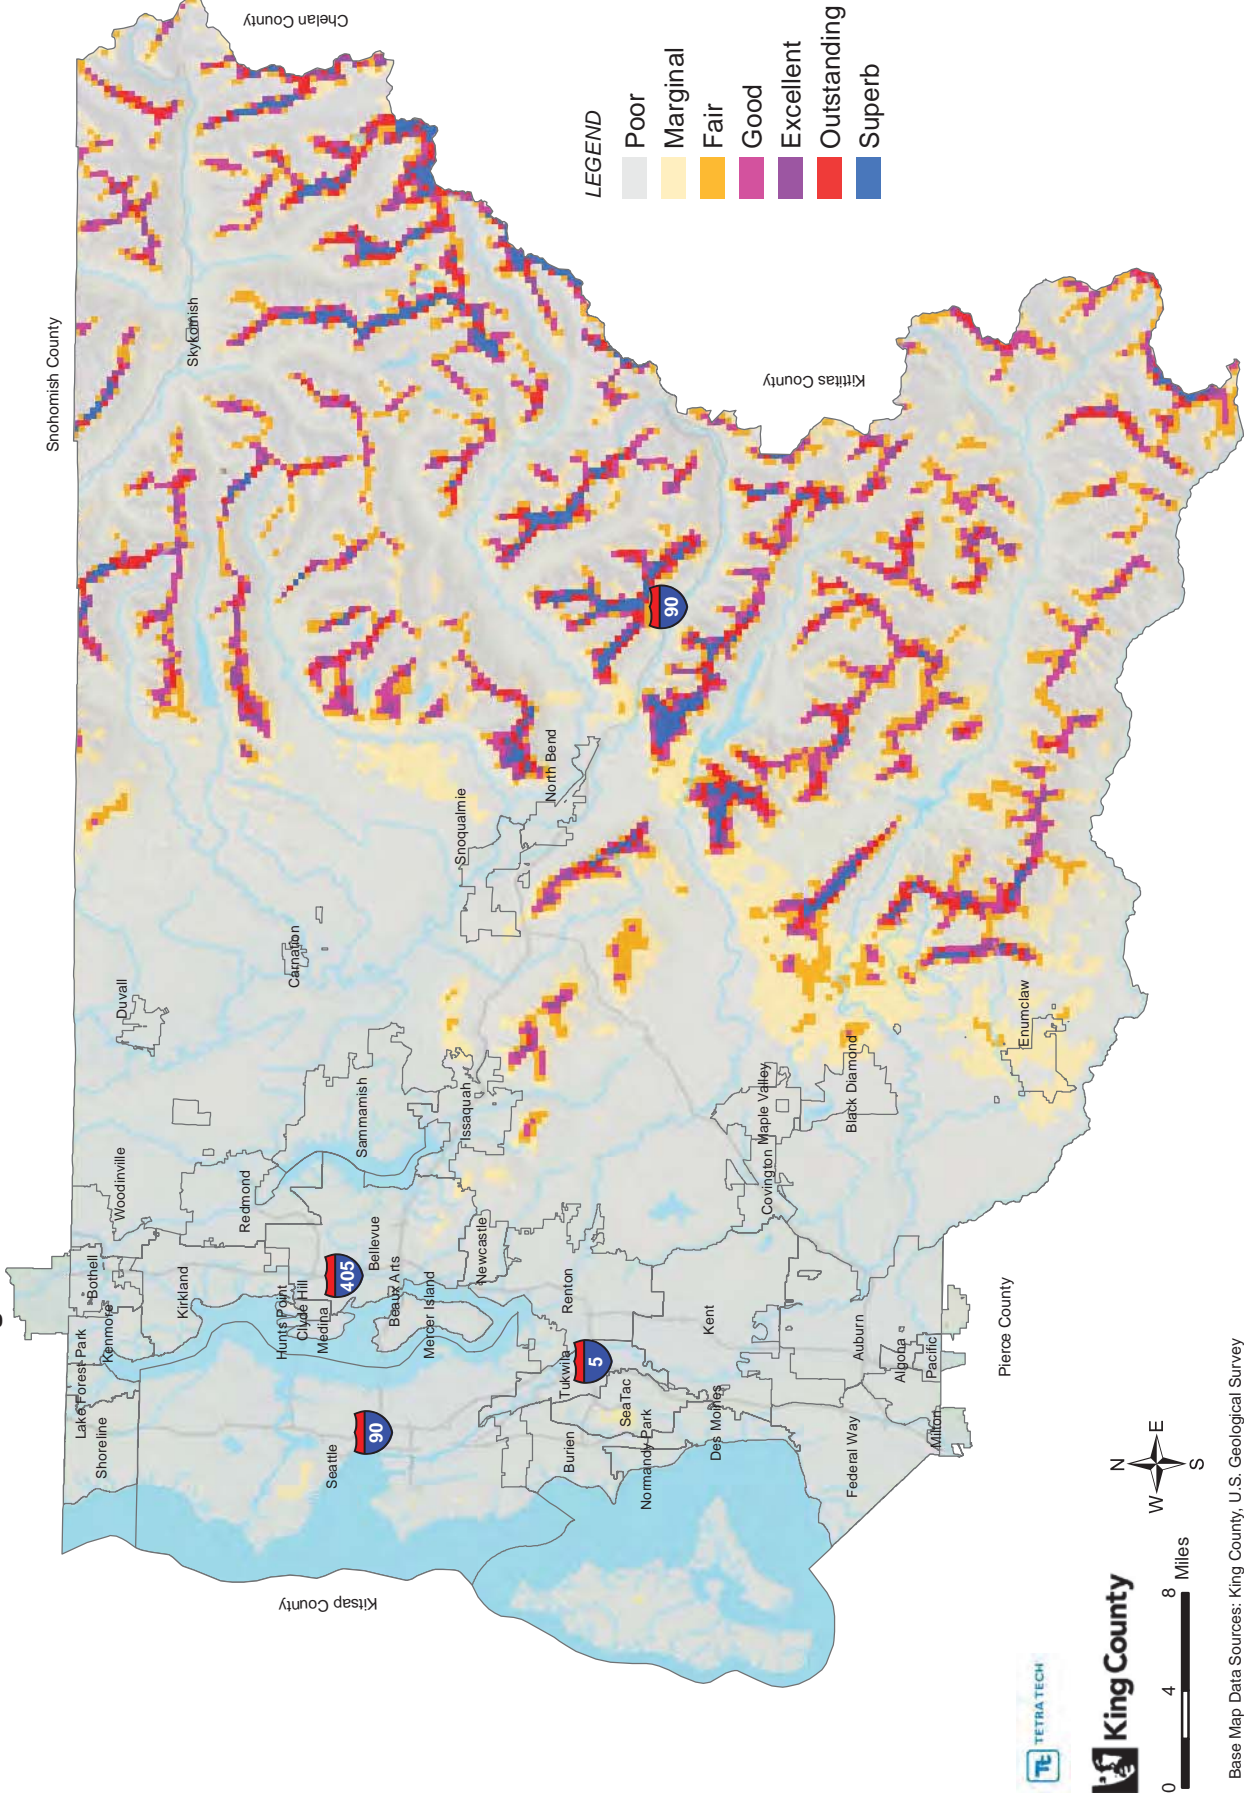 Chelan County
Snohomish County
Skykomish
LEGEND
Poor
Marginal
Fair
Good
Excellent
Outstanding
Superb
Kittitas County
90
North Bend
Snoqualmie
Carnation
Duvall
Enumclaw
Black Diamond
Maple Valley
Covington
Sammamish
Issaquah
Woodinville
Redmond
Bellevue
Newcastle
Bothell
Kenmore
Kirkland
405
Hunts Point
Clyde Hill
Medina
Beaux Arts
Mercer Island
Renton
Kent
Auburn
Algona
Pacific
Lake Forest Park
Shoreline
Seattle
90
Tukwila
5
SeaTac
Burien
Normandy Park
Des Moines
Federal Way
Milton
Pierce County
Kitsap County
N
W
E
S
TETRA TECH
King County
0
4
8
Miles
Base Map Data Sources: King County, U.S. Geological Survey